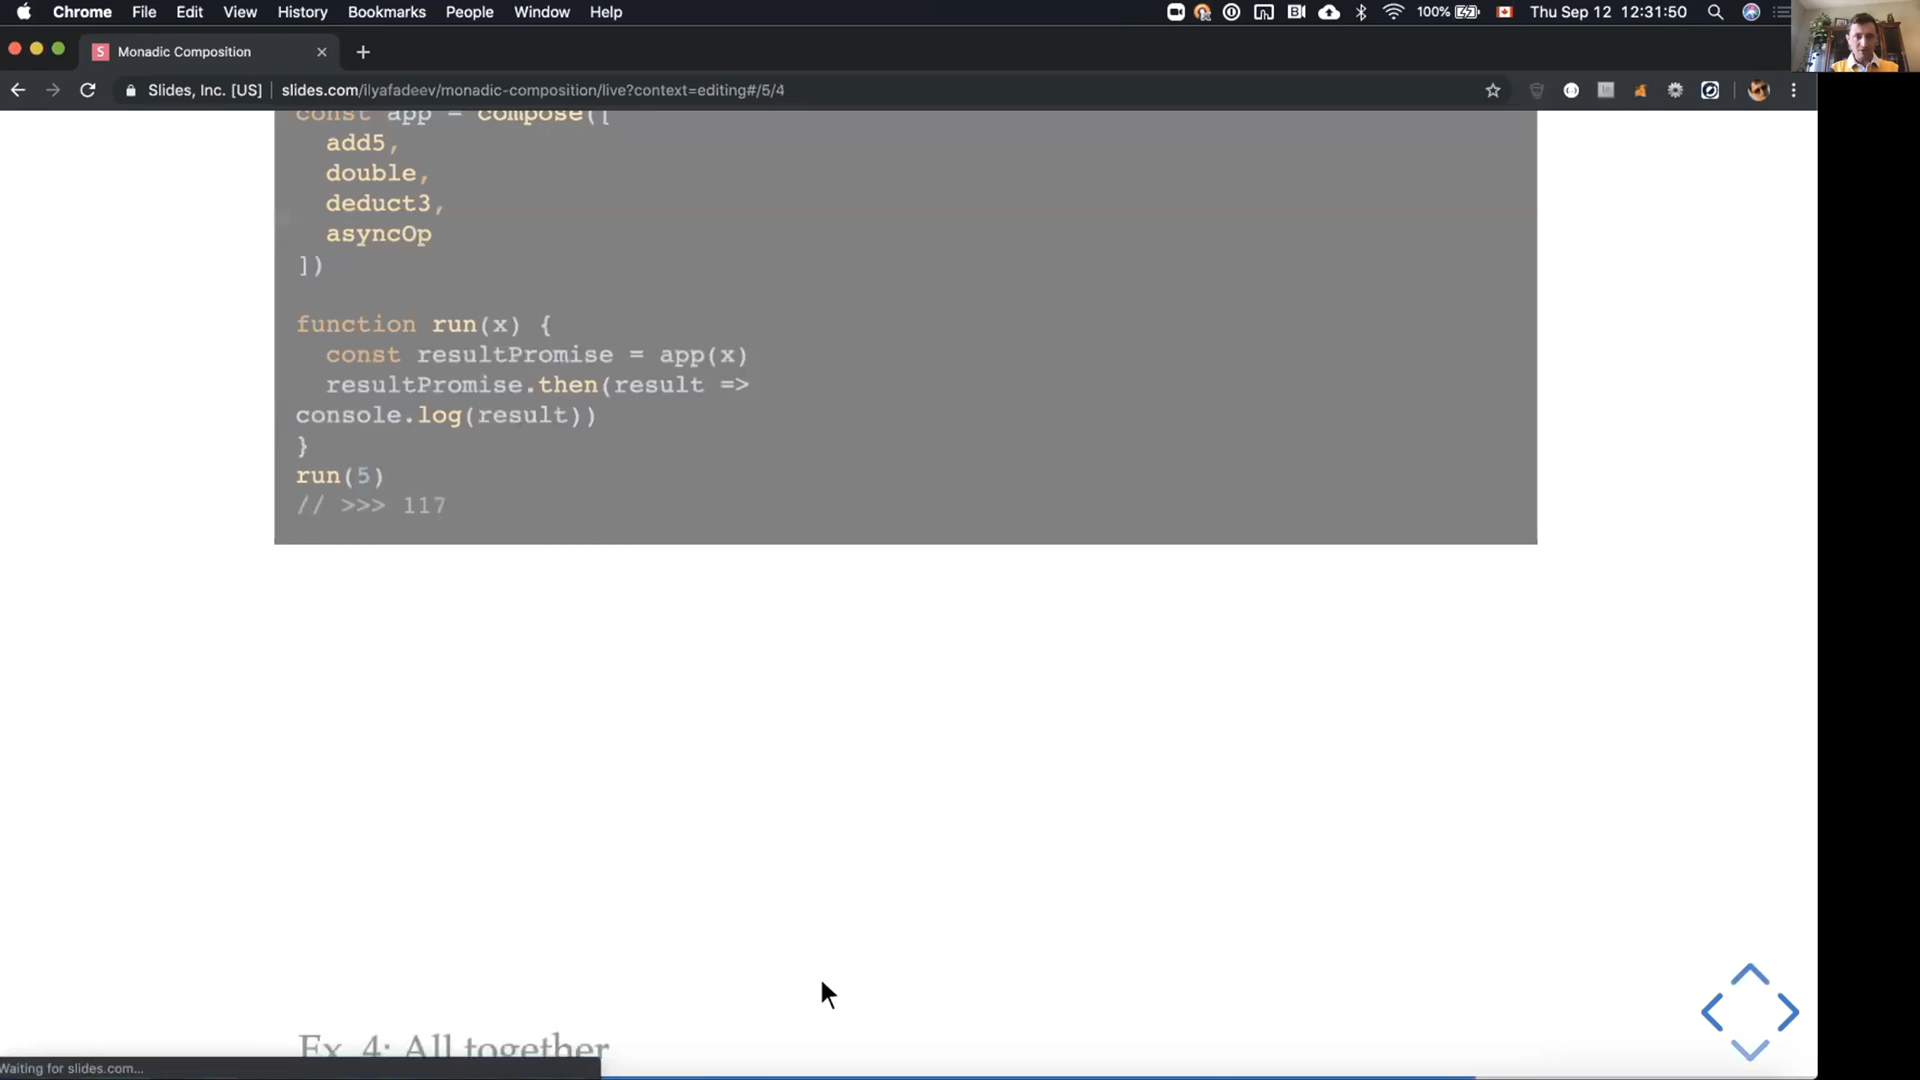 Chrome File Edit View History Bookmarks People Window Help 100% Thu Sep 12 12:31:50
Monadic Composition
Slides, Inc. [US] slides.com/ilyafadeev/monadic-composition/live?context=editing#/5/4
const app = compose([
add5,
double,
deduct3,
asyncOp
])
function run(x) {
const resultPromise = app(x)
resultPromise.then(result =>
console.log(result))
}
run(5)
// >>> 117
Ex. 4: All together
Waiting for slides.com...